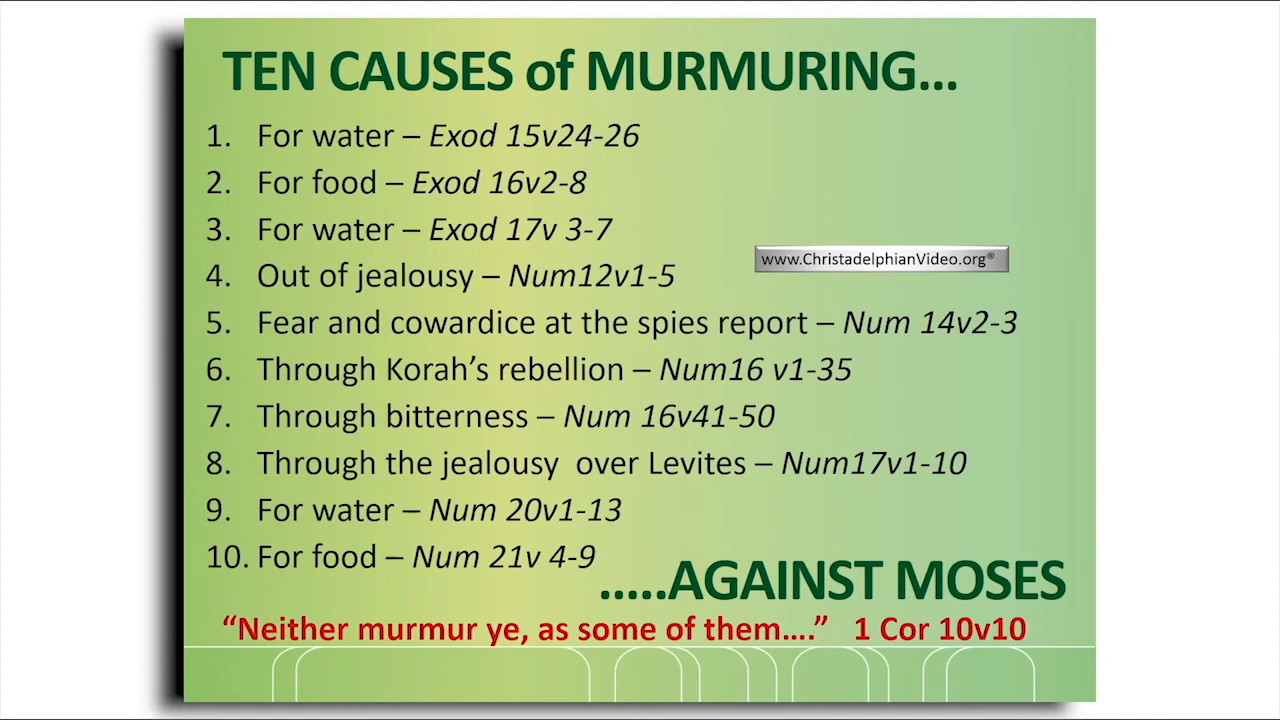 TEN CAUSES of MURMURING...
1. For water – Exod 15v24-26
2. For food – Exod 16v2-8
3. For water – Exod 17v 3-7
www.ChristadelphianVideo.org®
4. Out of jealousy – Num12v1-5
5. Fear and cowardice at the spies report – Num 14v2-3
6. Through Korah’s rebellion – Num16 v1-35
7. Through bitterness – Num 16v41-50
8. Through the jealousy  over Levites – Num17v1-10
9. For water – Num 20v1-13
10. For food – Num 21v 4-9
.....AGAINST MOSES
“Neither murmur ye, as some of them....”   1 Cor 10v10